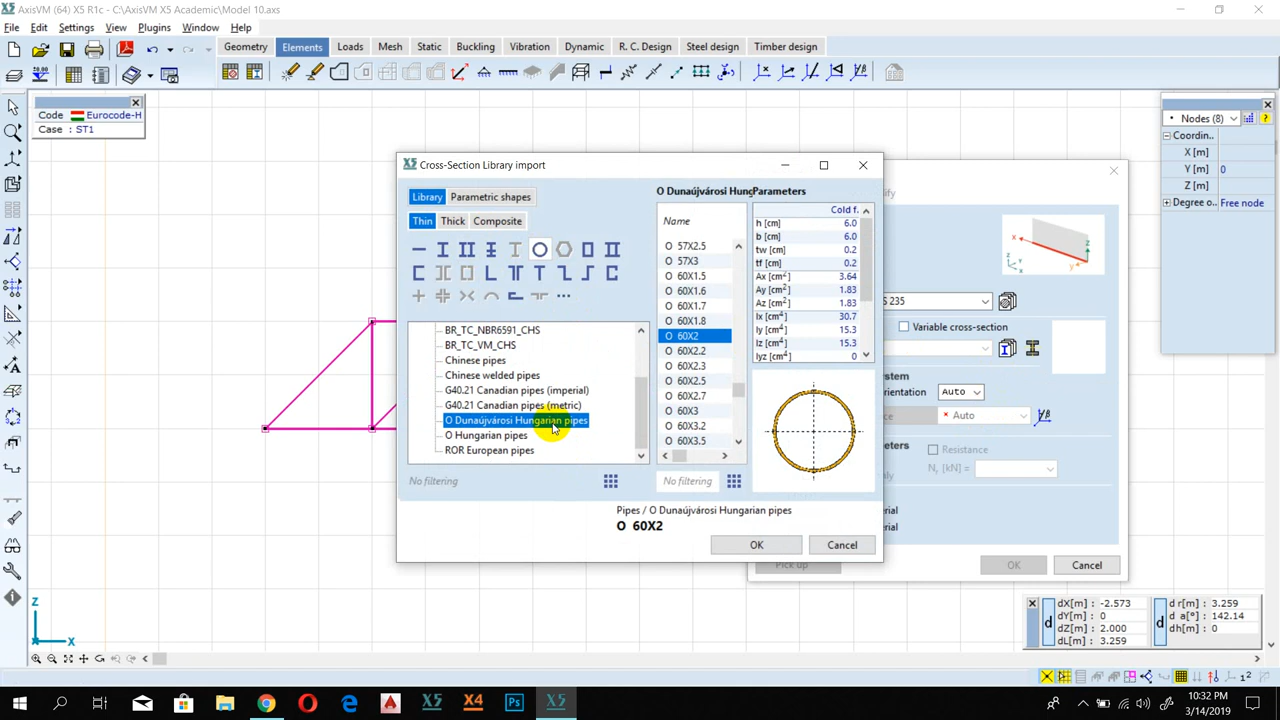 AxisVM (64) X5 R1c - C:\AxisVM X5 Academic\Model 10.axs
File Edit Settings View Plugins Window Help
Geometry Elements Loads Mesh Static Buckling Vibration Dynamic R. C. Design Steel design Timber design
Code Eurocode-H
Case : ST1
Nodes (8)
Coordin..
X [m]
Y [m] 0
Z [m]
Degree o.. Free node
X5 Cross-Section Library import
Library Parametric shapes
Thin Thick Composite
BR_TC_NBR6591_CHS
BR_TC_VM_CHS
Chinese pipes
Chinese welded pipes
G40.21 Canadian pipes (imperial)
G40.21 Canadian pipes (metric)
O Dunaújvárosi Hungarian pipes
O Hungarian pipes
ROR European pipes
No filtering
O Dunaújvárosi Hung
Name
O 57X2.5
O 57X3
O 60X1.5
O 60X1.6
O 60X1.7
O 60X1.8
O 60X2
O 60X2.2
O 60X2.3
O 60X2.5
O 60X2.7
O 60X3
O 60X3.2
O 60X3.5
No filtering
Parameters
Cold f.
h [cm] 6.0
b [cm] 6.0
tw [cm] 0.2
tf [cm] 0.2
Ax [cm²] 3.64
Ay [cm²] 1.83
Az [cm²] 1.83
Ix [cm⁴] 30.7
Iy [cm⁴] 15.3
Iz [cm⁴] 15.3
Iyz [cm⁴] 0
Pipes / O Dunaújvárosi Hungarian pipes
O 60X2
OK Cancel
S 235
Variable cross-section
Auto
Auto
Resistance
N, [kN] =
Pick up OK Cancel
Z
X
d dX[m] : -2.573
dY[m] : 0
dZ[m] : 2.000
dL[m] : 3.259
d d r[m] : 3.259
d a[°] : 142.14
dh[m] : 0
10:32 PM
3/14/2019